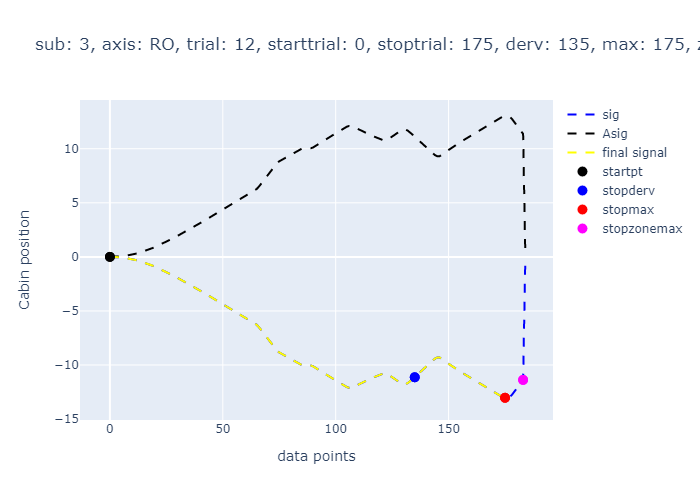 sub: 3, axis: RO, trial: 12, starttrial: 0, stoptrial: 175, derv: 135, max: 175, z
sig
Asig
final signal
startpt
stopderv
stopmax
stopzonemax
10
5
0
−5
−10
−15
Cabin position
0
50
100
150
data points